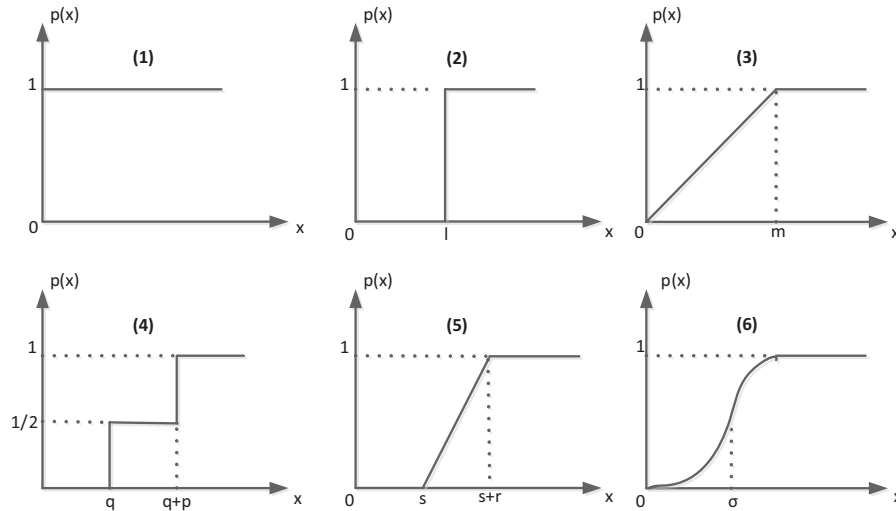 p(x) p(x) p(x)
(1) (2) (3)
1 1 1
0 x 0 l x 0 m x
p(x) p(x) p(x)
(4) (5) (6)
1 1 1
1/2
q q+p x 0 s s+r x 0 σ x